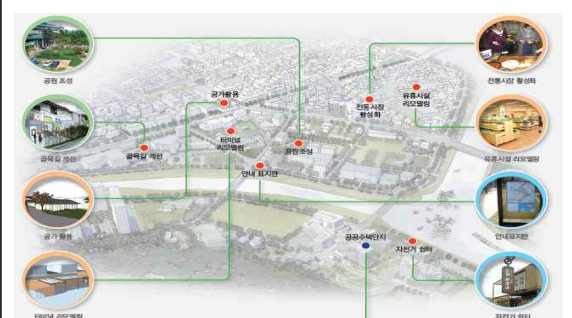 공원 조성
전통시장 활성화
공가활용
전통시장
활성화
유휴시설
리모델링
터미널
리모델링
골목길 개선
공원조성
골목길 개선
유휴시설 리모델링
안내 표지판
공가 활용
안내표지판
공공주택단지
자전거 쉼터
터미널 리모델링
자전거 쉼터